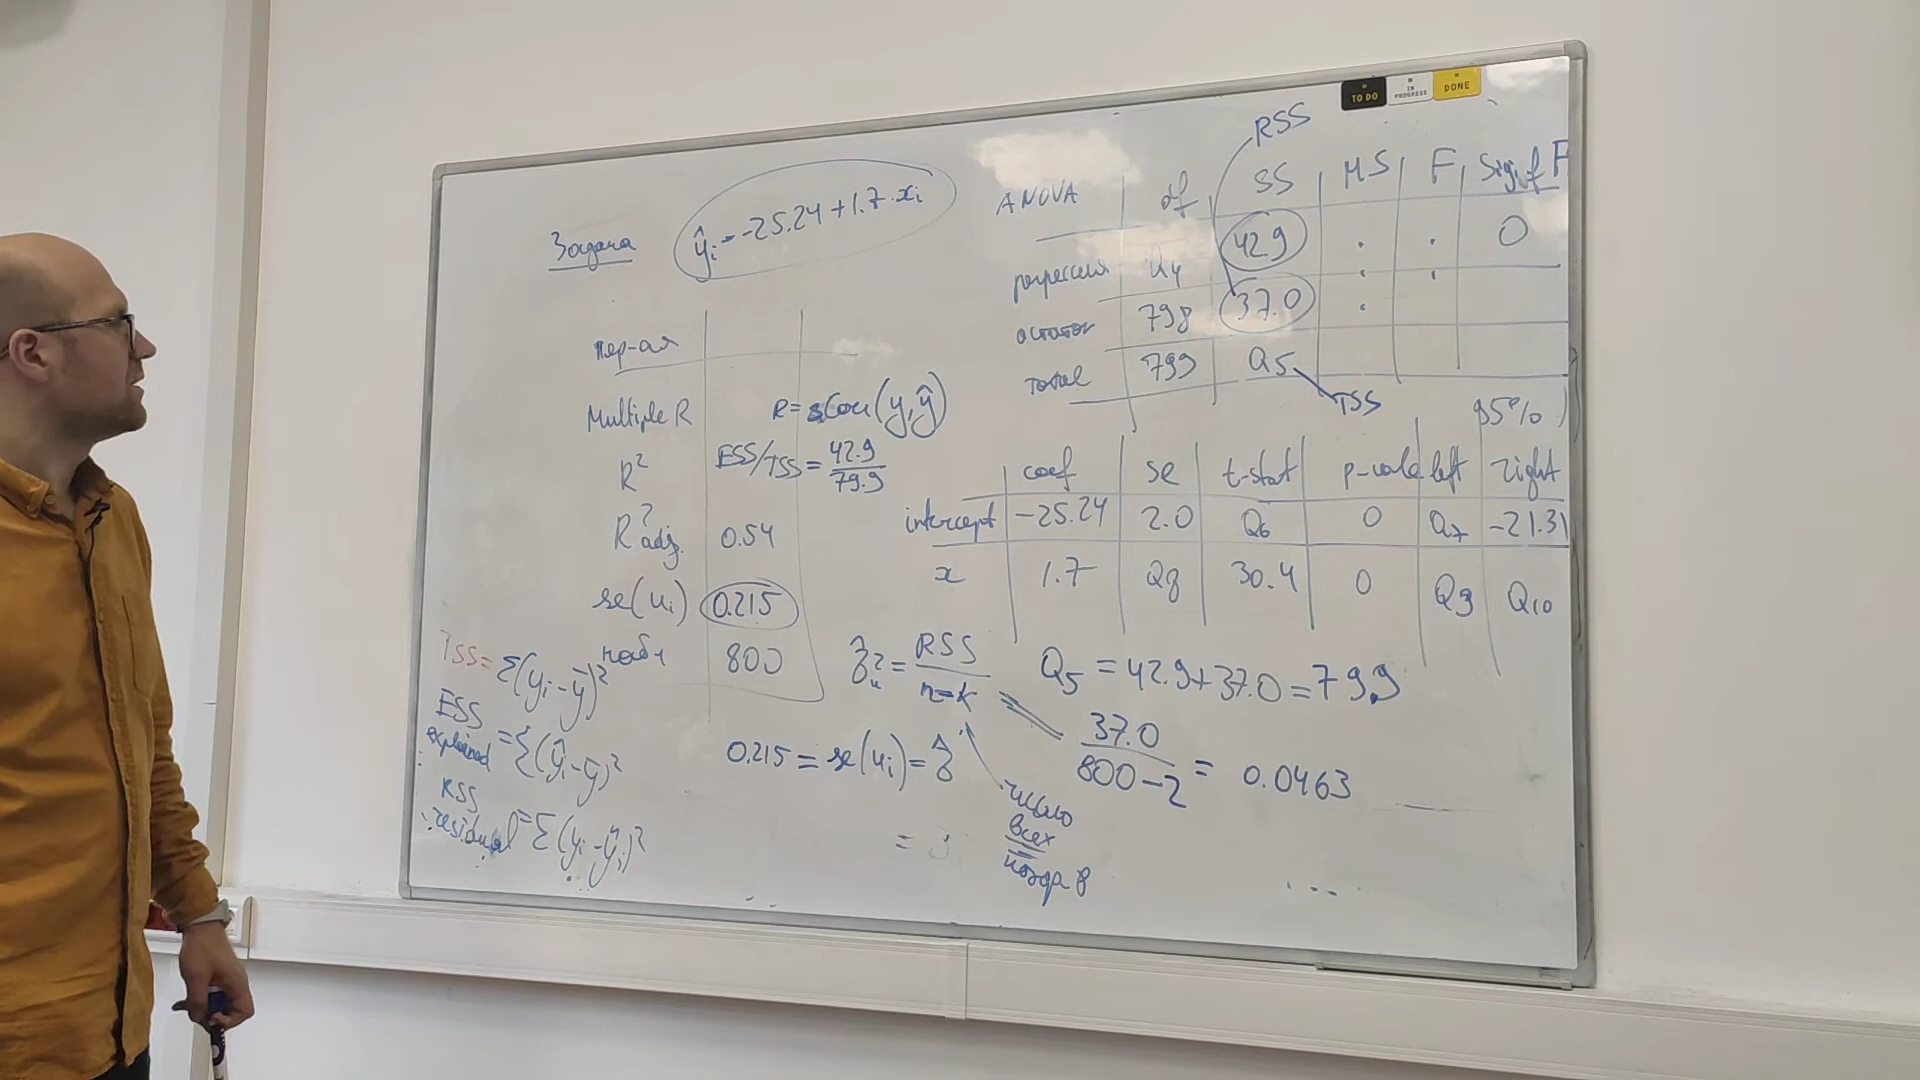 TO DO
IN PROGRESS
DONE
Задача
ŷᵢ = -25.24 + 1.7·xᵢ
RSS
ANOVA df SS MS F Signif F
регрессия Q4 42.9 · · 0
остаток 798 37.0 ·
total 799 Q5
TSS
пер-ая
Multiple R R = sCorr(y, ŷ)
R² ESS/TSS = 42.9/79.9
R²adj. 0.54
se(uᵢ) 0.215
набл 800
95%
coef se t-stat p-value left right
intercept -25.24 2.0 Q6 0 Q7 -21.31
x 1.7 Q8 30.4 0 Q9 Q10
TSS = Σ(yᵢ - ȳ)²
ESS explained = Σ(ŷᵢ - ȳ)²
RSS residual = Σ(yᵢ - ŷᵢ)²
σ̂²ᵤ = RSS/(n-k) = 37.0/(800-2) = 0.0463
Q5 = 42.9 + 37.0 = 79.9
0.215 = se(uᵢ) = σ̂
=
число
всех
коэф β
....